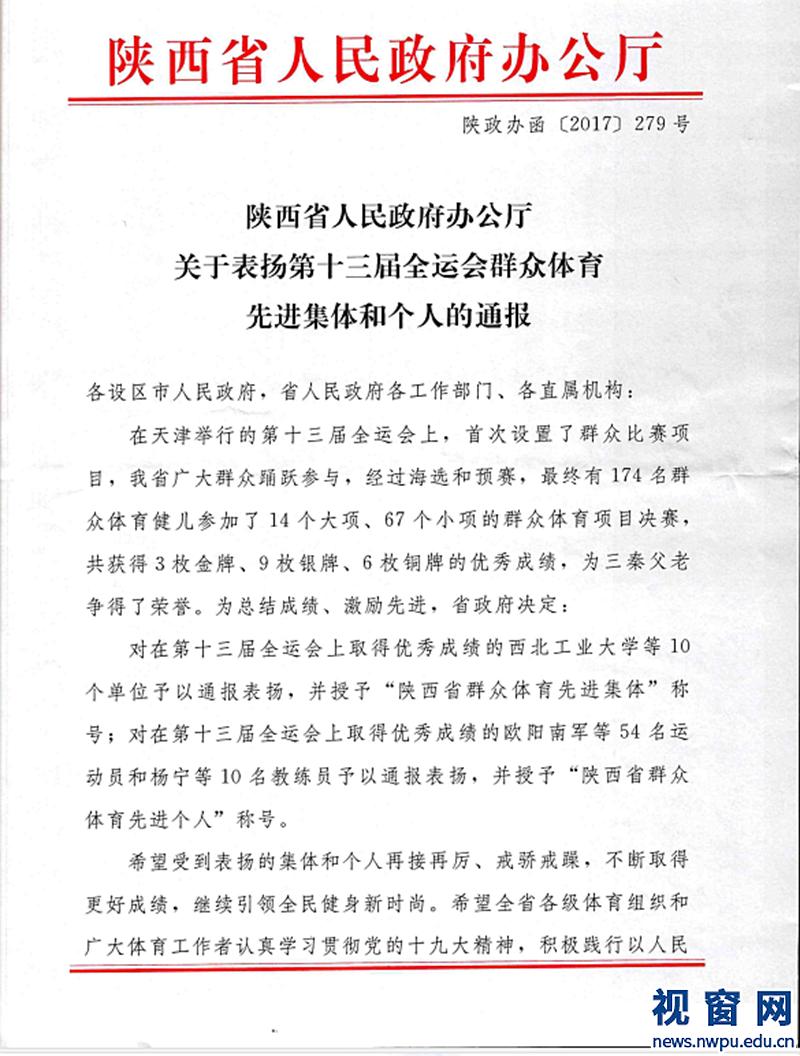 陕西省人民政府办公厅
陕政办函〔2017〕279号
陕西省人民政府办公厅
关于表扬第十三届全运会群众体育
先进集体和个人的通报
各设区市人民政府，省人民政府各工作部门、各直属机构：
在天津举行的第十三届全运会上，首次设置了群众比赛项
目，我省广大群众踊跃参与，经过海选和预赛，最终有174名群
众体育健儿参加了14个大项、67个小项的群众体育项目决赛，
共获得3枚金牌、9枚银牌、6枚铜牌的优秀成绩，为三秦父老
争得了荣誉。为总结成绩、激励先进，省政府决定：
对在第十三届全运会上取得优秀成绩的西北工业大学等10
个单位予以通报表扬，并授予“陕西省群众体育先进集体”称
号；对在第十三届全运会上取得优秀成绩的欧阳南军等54名运
动员和杨宁等10名教练员予以通报表扬，并授予“陕西省群众
体育先进个人”称号。
希望受到表扬的集体和个人再接再厉、戒骄戒躁，不断取得
更好成绩，继续引领全民健身新时尚。希望全省各级体育组织和
广大体育工作者认真学习贯彻党的十九大精神，积极践行以人民
视窗网
news.nwpu.edu.cn